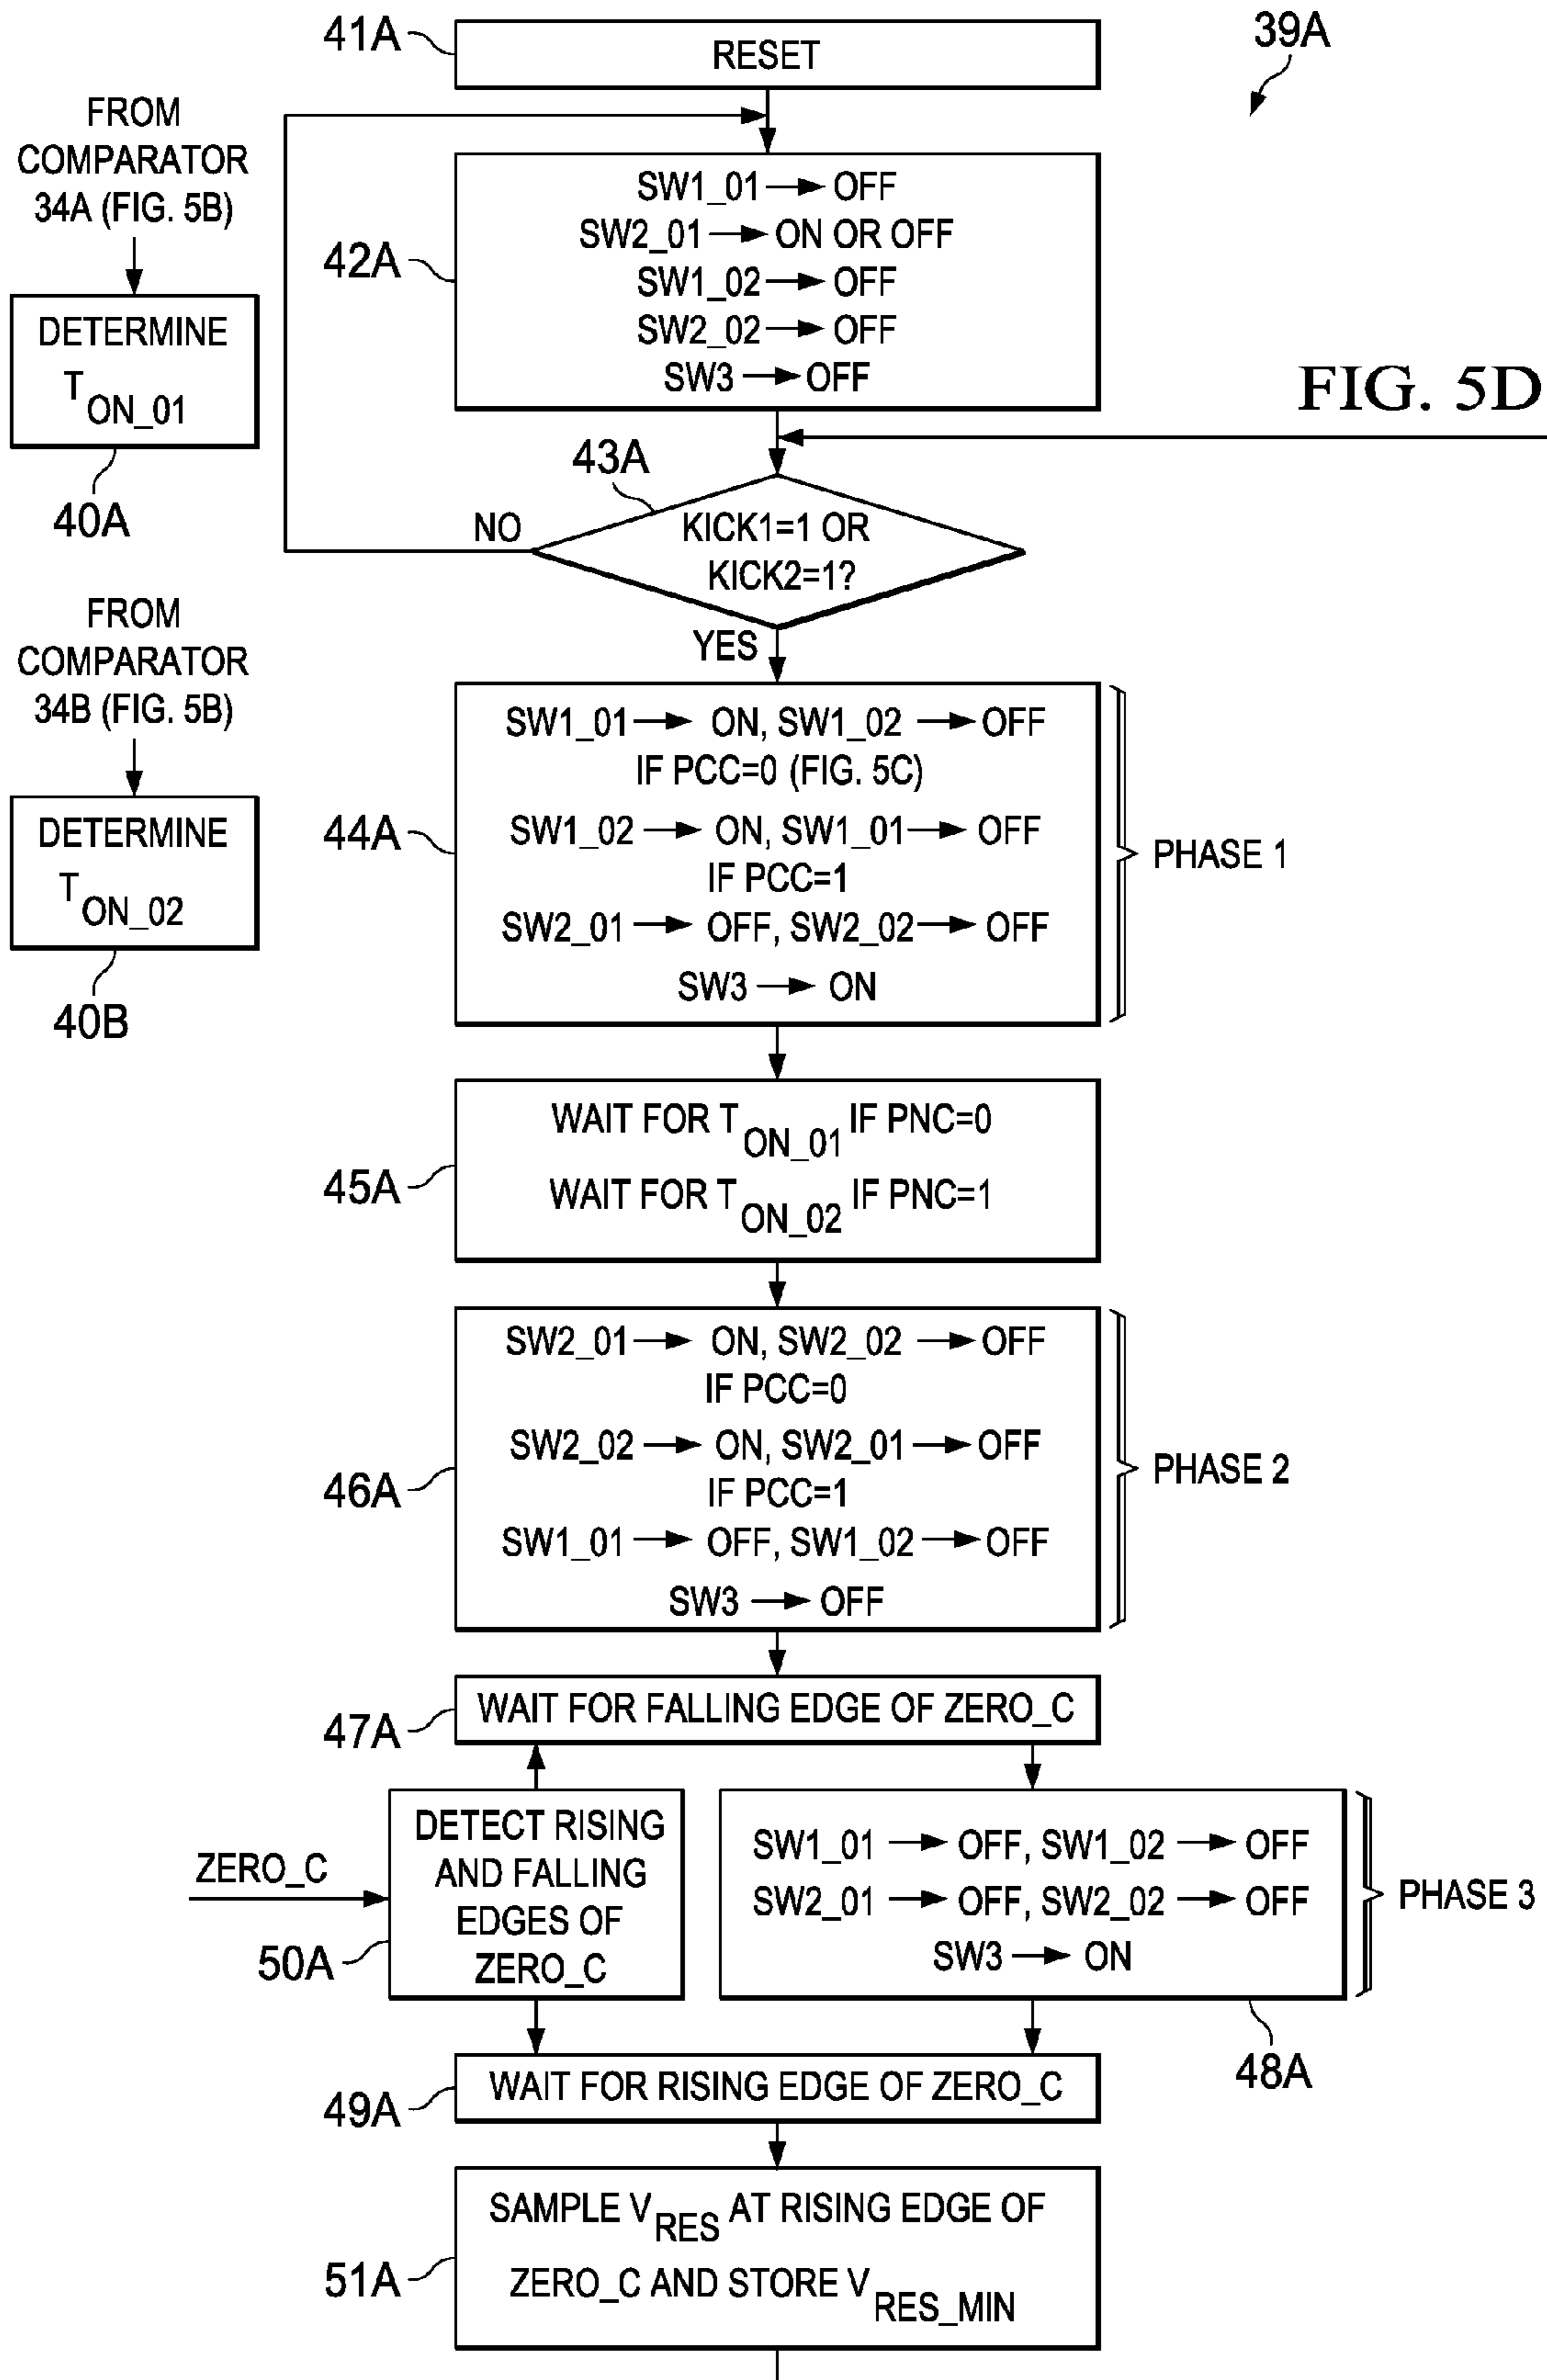 41A
RESET
39A
FROM
COMPARATOR
34A (FIG. 5B)
DETERMINE
T ON_01
40A
42A
SW1_01 → OFF
SW2_01 → ON OR OFF
SW1_02 → OFF
SW2_02 → OFF
SW3 → OFF
FIG. 5D
43A
NO
KICK1=1 OR
KICK2=1?
YES
FROM
COMPARATOR
34B (FIG. 5B)
DETERMINE
T ON_02
40B
44A
SW1_01 → ON, SW1_02 → OFF
IF PCC=0 (FIG. 5C)
SW1_02 → ON, SW1_01 → OFF
IF PCC=1
SW2_01 → OFF, SW2_02 → OFF
SW3 → ON
PHASE 1
45A
WAIT FOR T ON_01 IF PNC=0
WAIT FOR T ON_02 IF PNC=1
46A
SW2_01 → ON, SW2_02 → OFF
IF PCC=0
SW2_02 → ON, SW2_01 → OFF
IF PCC=1
SW1_01 → OFF, SW1_02 → OFF
SW3 → OFF
PHASE 2
47A
WAIT FOR FALLING EDGE OF ZERO_C
ZERO_C
50A
DETECT RISING
AND FALLING
EDGES OF
ZERO_C
SW1_01 → OFF, SW1_02 → OFF
SW2_01 → OFF, SW2_02 → OFF
SW3 → ON
PHASE 3
48A
49A
WAIT FOR RISING EDGE OF ZERO_C
51A
SAMPLE V RES AT RISING EDGE OF
ZERO_C AND STORE V RES_MIN